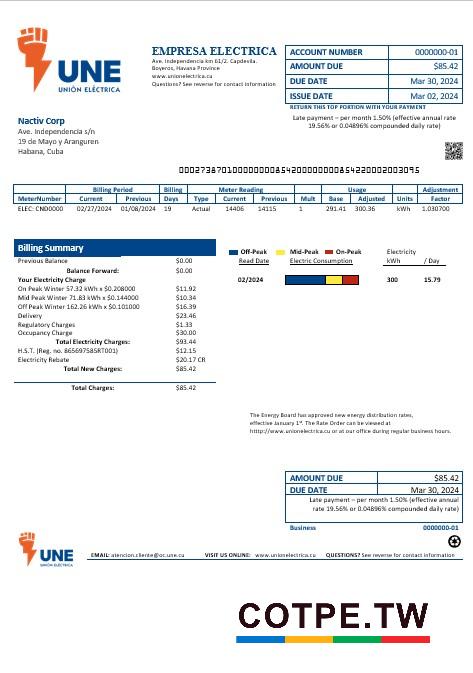 UNE
UNIÓN ELÉCTRICA
EMPRESA ELECTRICA
Ave. Independencia km 61/2. Capdevila.
Boyeros, Havana Province
www.unionelectrica.cu
Questions? See reverse for contact information
ACCOUNT NUMBER 0000000-01
AMOUNT DUE $85.42
DUE DATE Mar 30, 2024
ISSUE DATE Mar 02, 2024
RETURN THIS TOP PORTION WITH YOUR PAYMENT
Late payment – per month 1.50% (effective annual rate
19.56% or 0.04896% compounded daily rate)
Nactiv Corp
Ave. Independencia s/n
19 de Mayo y Aranguren
Habana, Cuba
Billing Period Billing Meter Reading Usage Adjustment
MeterNumber Current Previous Days Type Current Previous Mult Base Adjusted Units Factor
ELEC: CND0000 02/27/2024 01/08/2024 19 Actual 14406 14115 1 291.41 300.36 kWh 1.030700
Billing Summary
Previous Balance $0.00
Balance Forward: $0.00
Your Electricity Charge
On Peak Winter 57.32 kWh x $0.208000 $11.92
Mid Peak Winter 71.83 kWh x $0.144000 $10.34
Off Peak Winter 162.26 kWh x $0.101000 $16.39
Delivery $23.46
Regulatory Charges $1.33
Occupancy Charge $30.00
Total Electricity Charges: $93.44
H.S.T. (Reg. no. 865697585RT001) $12.15
Electricity Rebate $20.17 CR
Total New Charges: $85.42
Total Charges: $85.42
Off-Peak Mid-Peak On-Peak Electricity
Read Date Electric Consumption kWh / Day
02/2024 300 15.79
The Energy Board has approved new energy distribution rates,
effective January 1st. The Rate Order can be viewed at
htttp://www.unionelectrica.cu or at our office during regular business hours.
AMOUNT DUE $85.42
DUE DATE Mar 30, 2024
Late payment – per month 1.50% (effective annual
rate 19.56% or 0.04896% compounded daily rate)
Business 0000000-01
UNE
UNIÓN ELÉCTRICA
EMAIL: atencion.cliente@oc.une.cu VISIT US ONLINE: www.unionelectrica.cu QUESTIONS? See reverse for contact information
COTPE.TW